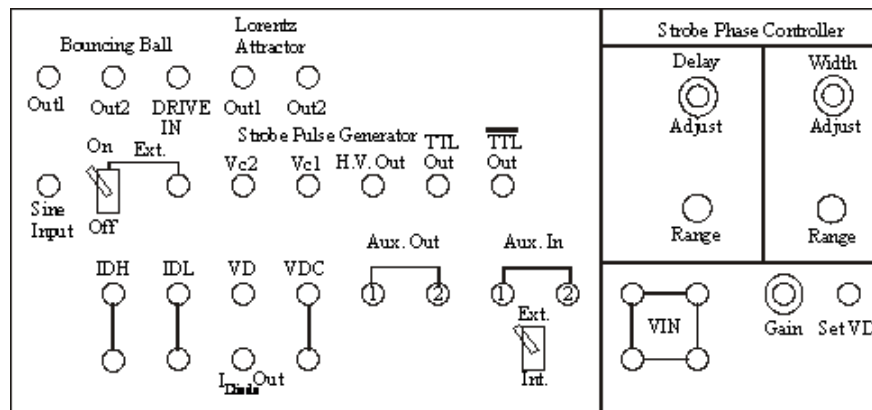 Bouncing Ball
Lorentz
Attractor
Out1 Out2 DRIVE IN Out1 Out2
Strobe Pulse Generator
On
Ext.
Off
Sine
Input
Vc2 Vc1 H.V. Out TTL Out TTL Out
IDH IDL VD VDC
Aux. Out
1 2
Aux. In
1 2
Ext.
Int.
I Diode Out
Strobe Phase Controller
Delay
Adjust
Range
Width
Adjust
Range
VIN
Gain Set VD